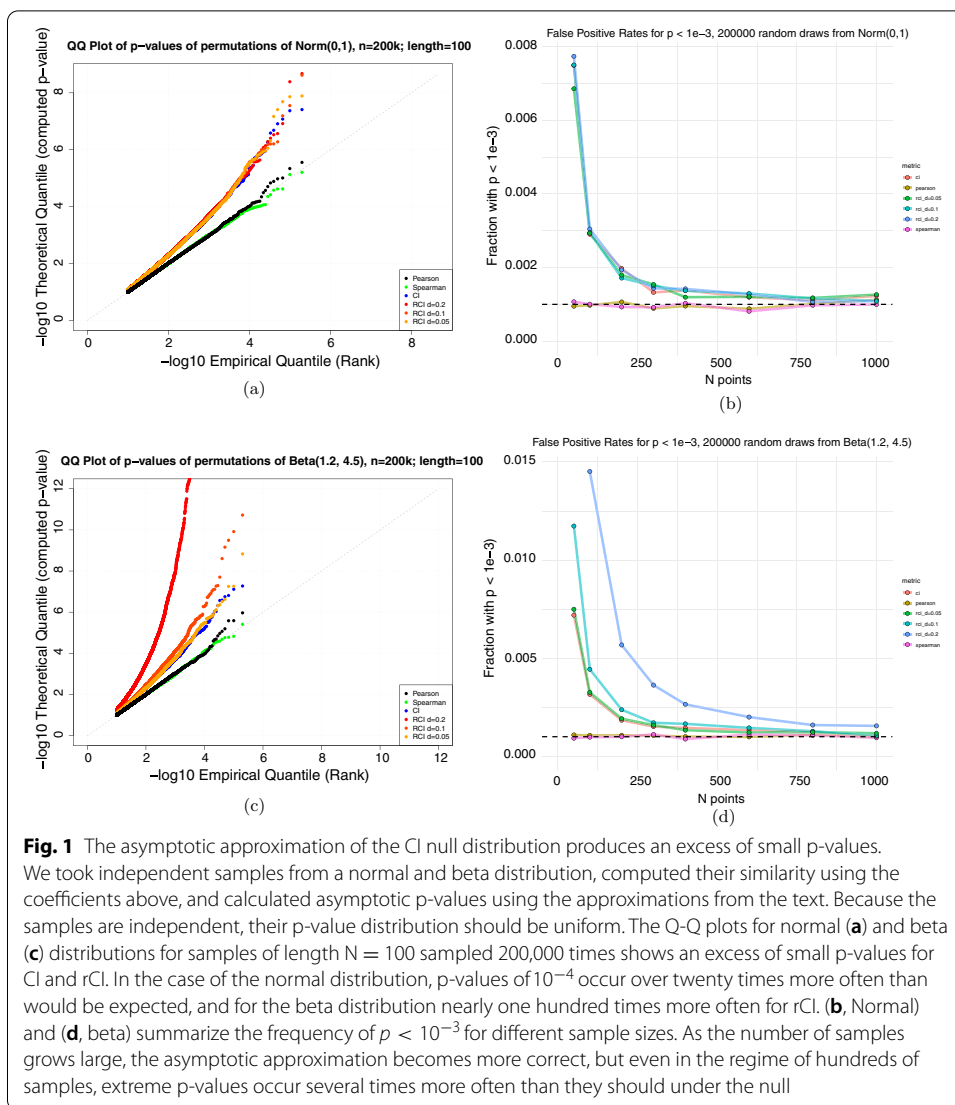 QQ Plot of p-values of permutations of Norm(0,1), n=200k; length=100
−log10 Theoretical Quantile (computed p−value)
8
6
4
2
0
Pearson
Spearman
CI
RCI d=0.2
RCI d=0.1
RCI d=0.05
0 2 4 6 8
−log10 Empirical Quantile (Rank)
(a)
False Positive Rates for p < 1e−3, 200000 random draws from Norm(0,1)
Fraction with p < 1e−3
0.008
0.006
0.004
0.002
0.000
metric
ci
pearson
rci_d=0.05
rci_d=0.1
rci_d=0.2
spearman
0 250 500 750 1000
N points
(b)
QQ Plot of p-values of permutations of Beta(1.2, 4.5), n=200k; length=100
−log10 Theoretical Quantile (computed p−value)
12
10
8
6
4
2
0
Pearson
Spearman
CI
RCI d=0.2
RCI d=0.1
RCI d=0.05
0 2 4 6 8 10 12
−log10 Empirical Quantile (Rank)
(c)
False Positive Rates for p < 1e−3, 200000 random draws from Beta(1.2, 4.5)
Fraction with p < 1e−3
0.015
0.010
0.005
0.000
metric
ci
pearson
rci_d=0.05
rci_d=0.1
rci_d=0.2
spearman
0 250 500 750 1000
N points
(d)
Fig. 1 The asymptotic approximation of the CI null distribution produces an excess of small p-values.
We took independent samples from a normal and beta distribution, computed their similarity using the
coefficients above, and calculated asymptotic p-values using the approximations from the text. Because the
samples are independent, their p-value distribution should be uniform. The Q-Q plots for normal (a) and beta
(c) distributions for samples of length N = 100 sampled 200,000 times shows an excess of small p-values for
CI and rCI. In the case of the normal distribution, p-values of 10⁻⁴ occur over twenty times more often than
would be expected, and for the beta distribution nearly one hundred times more often for rCI. (b, Normal)
and (d, beta) summarize the frequency of p < 10⁻³ for different sample sizes. As the number of samples
grows large, the asymptotic approximation becomes more correct, but even in the regime of hundreds of
samples, extreme p-values occur several times more often than they should under the null